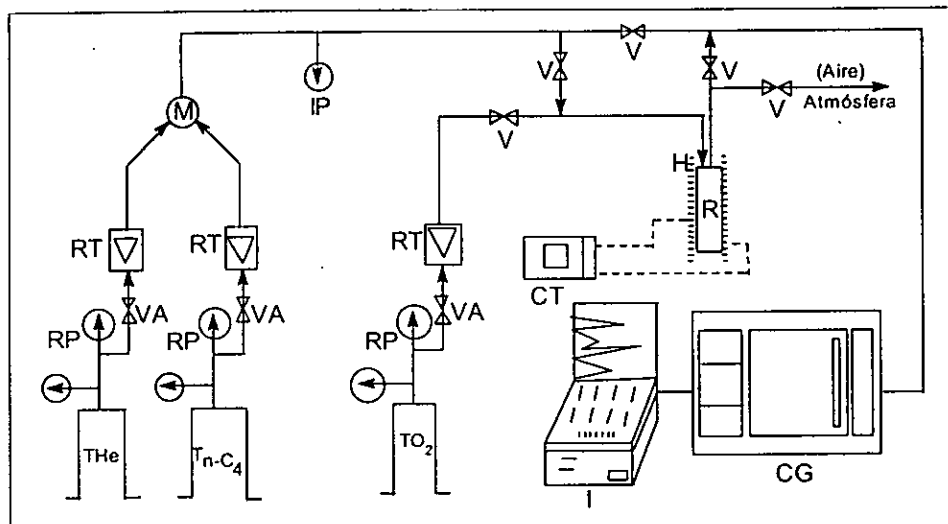 V
V
V
(Aire)
V
Atmósfera
IP
M
V
H
R
RT
RT
RT
CT
VA
VA
VA
RP
RP
RP
THe
Tn-C₄
TO₂
I
CG